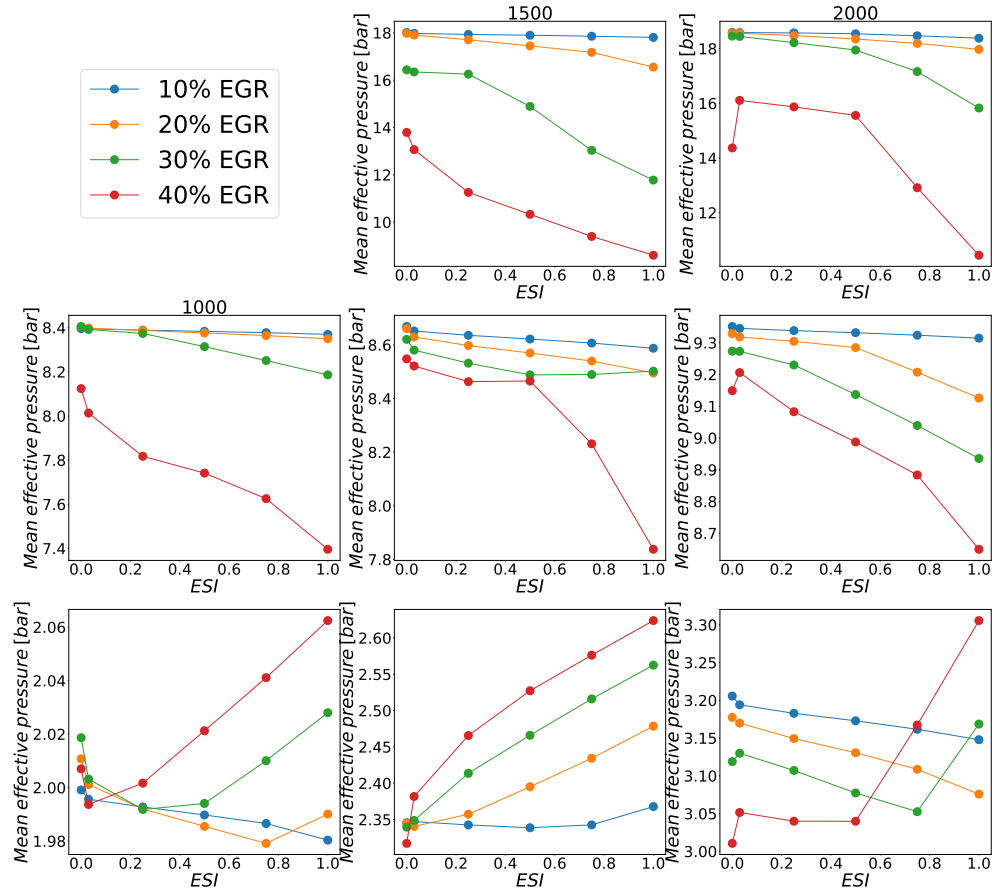 1500
2000
10% EGR
20% EGR
30% EGR
40% EGR
Mean effective pressure [bar]
18
16
14
12
10
0.0 0.2 0.4 0.6 0.8 1.0
ESI
Mean effective pressure [bar]
18
16
14
12
0.0 0.2 0.4 0.6 0.8 1.0
ESI
1000
Mean effective pressure [bar]
8.4
8.2
8.0
7.8
7.6
7.4
0.0 0.2 0.4 0.6 0.8 1.0
ESI
Mean effective pressure [bar]
8.6
8.4
8.2
8.0
7.8
0.0 0.2 0.4 0.6 0.8 1.0
ESI
Mean effective pressure [bar]
9.3
9.2
9.1
9.0
8.9
8.8
8.7
0.0 0.2 0.4 0.6 0.8 1.0
ESI
Mean effective pressure [bar]
2.06
2.04
2.02
2.00
1.98
0.0 0.2 0.4 0.6 0.8 1.0
ESI
Mean effective pressure [bar]
2.60
2.55
2.50
2.45
2.40
2.35
0.0 0.2 0.4 0.6 0.8 1.0
ESI
Mean effective pressure [bar]
3.30
3.25
3.20
3.15
3.10
3.05
3.00
0.0 0.2 0.4 0.6 0.8 1.0
ESI